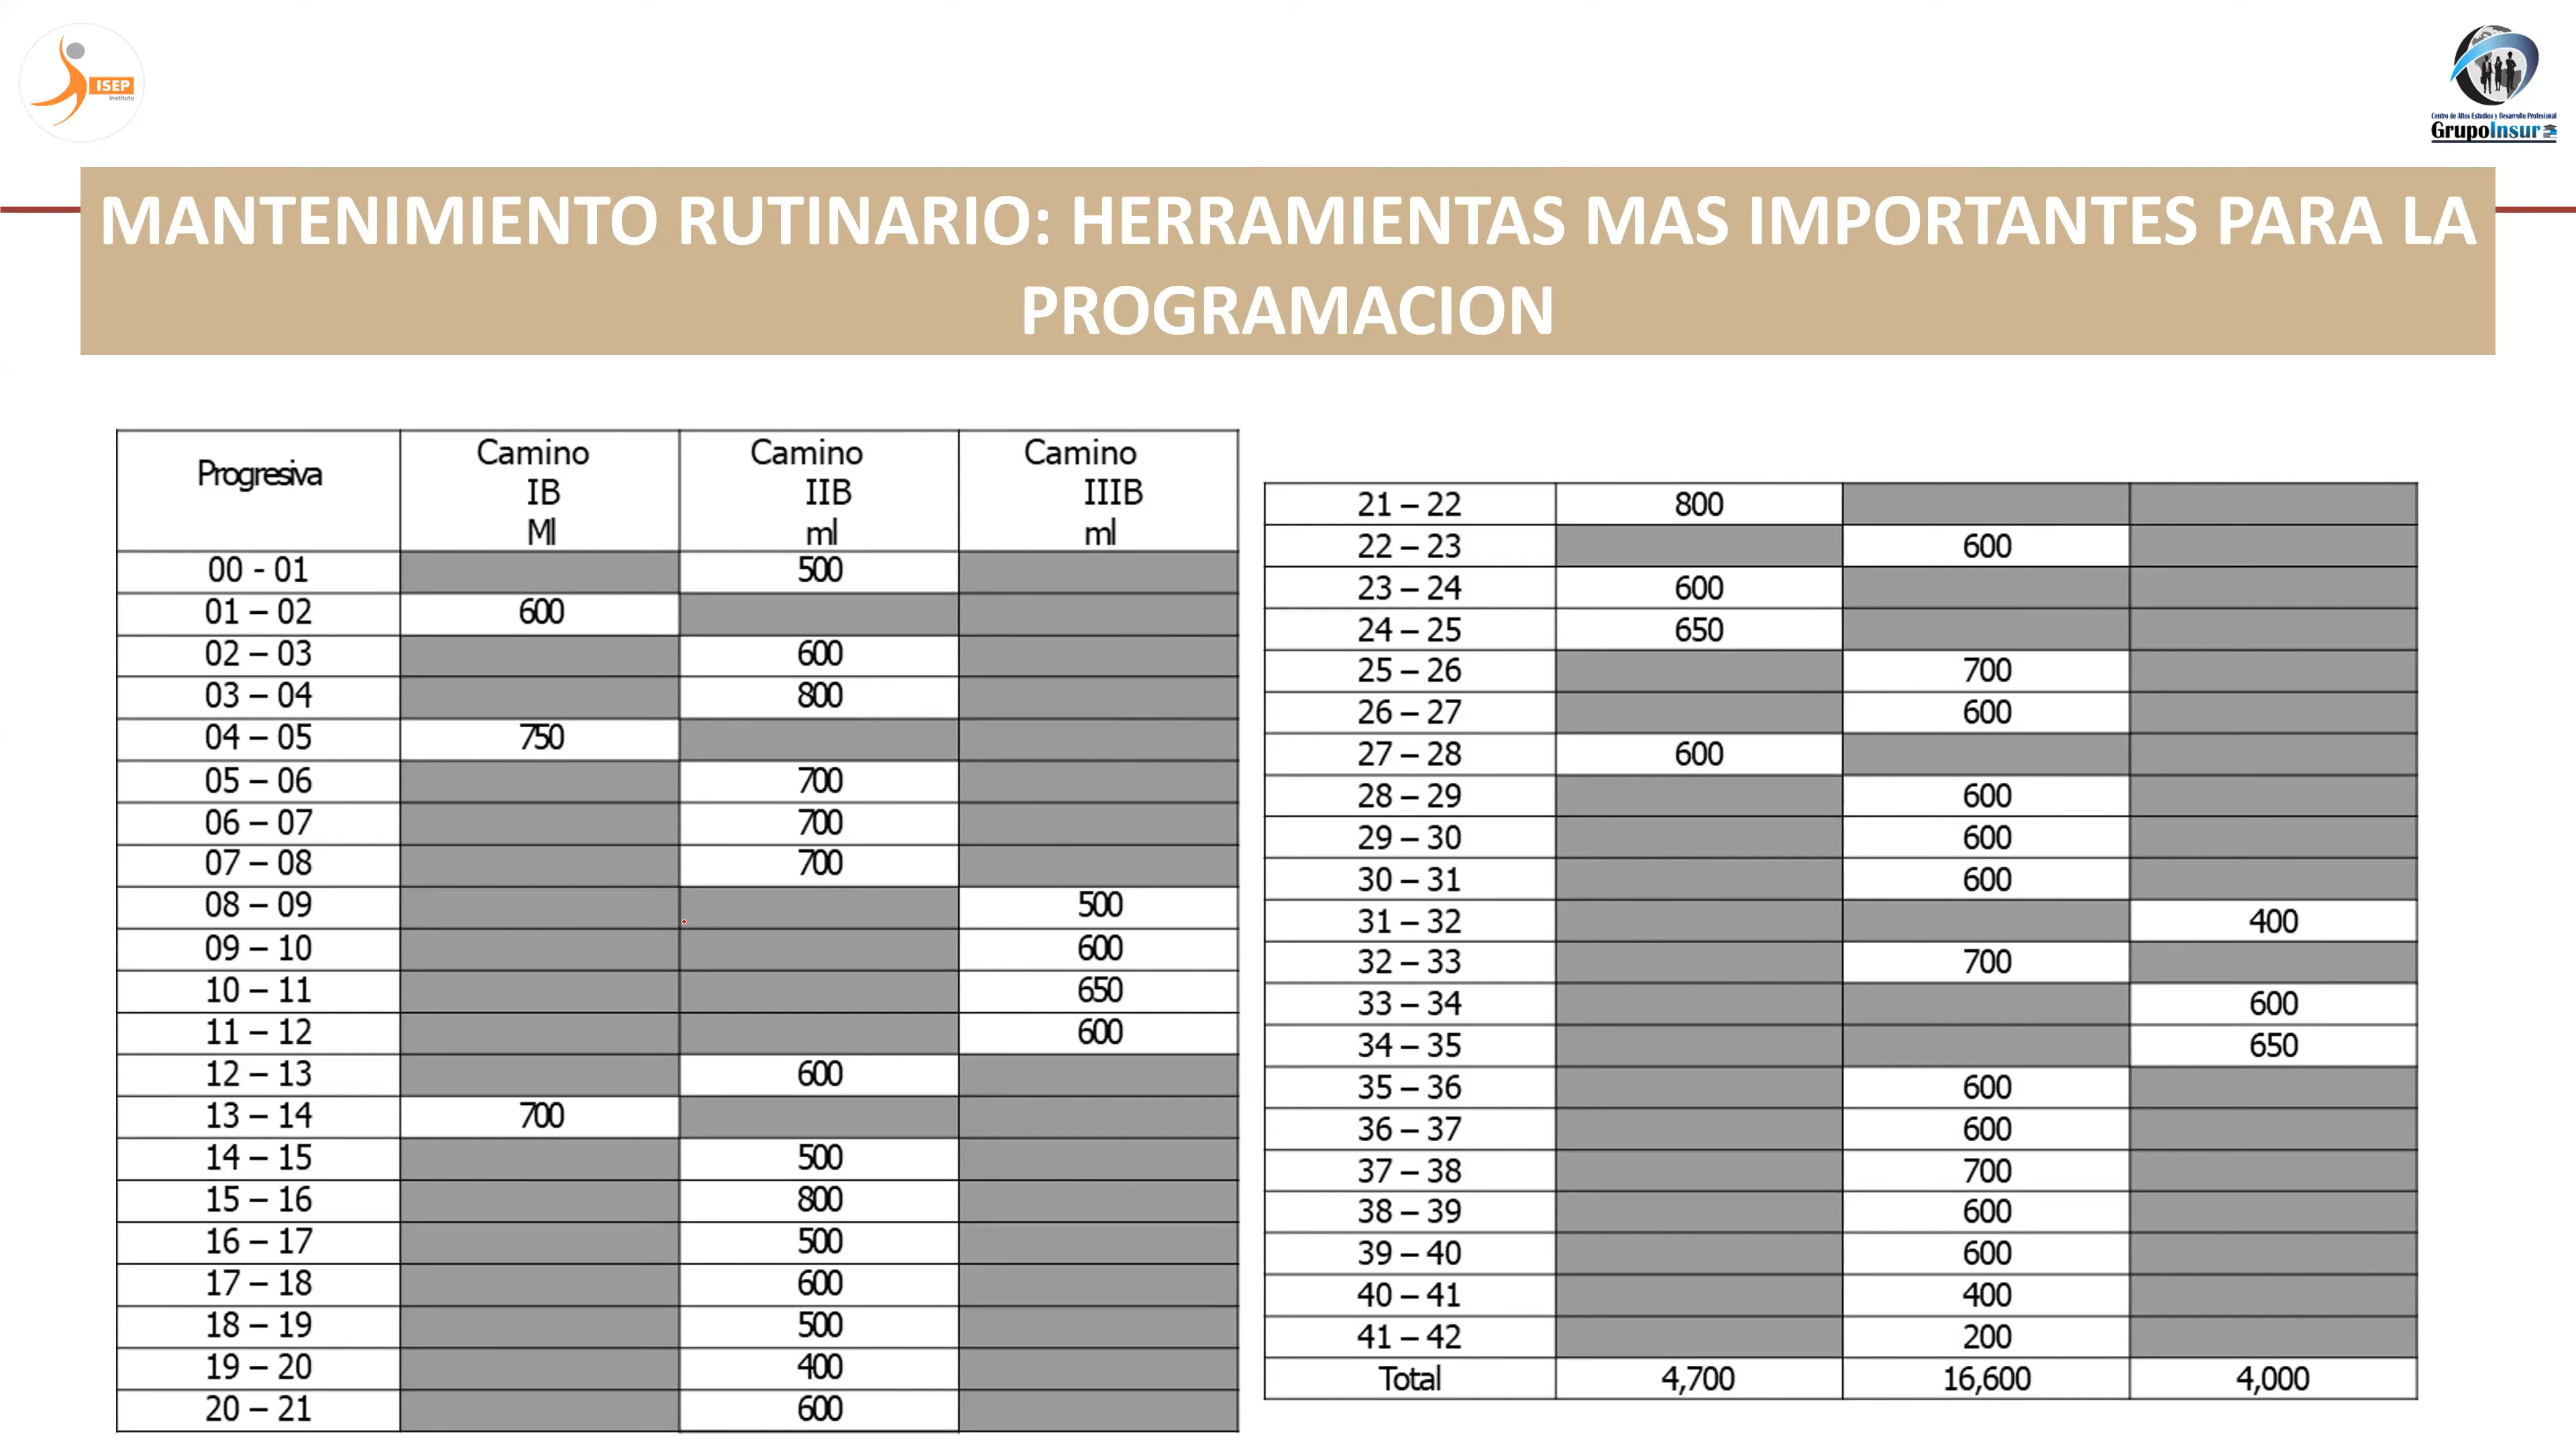 ISEP
Institute
Centro de Altos Estudios y Desarrollo Profesional
GrupoInsur
MANTENIMIENTO RUTINARIO: HERRAMIENTAS MAS IMPORTANTES PARA LA
PROGRAMACION
Progresiva Camino IB Ml Camino IIB ml Camino IIIB ml
00 - 01 500
01 – 02 600
02 – 03 600
03 – 04 800
04 – 05 750
05 – 06 700
06 – 07 700
07 – 08 700
08 – 09 500
09 – 10 600
10 – 11 650
11 – 12 600
12 – 13 600
13 – 14 700
14 – 15 500
15 – 16 800
16 – 17 500
17 – 18 600
18 – 19 500
19 – 20 400
20 – 21 600
21 – 22 800
22 – 23 600
23 – 24 600
24 – 25 650
25 – 26 700
26 – 27 600
27 – 28 600
28 – 29 600
29 – 30 600
30 – 31 600
31 – 32 400
32 – 33 700
33 – 34 600
34 – 35 650
35 – 36 600
36 – 37 600
37 – 38 700
38 – 39 600
39 – 40 600
40 – 41 400
41 – 42 200
Total 4,700 16,600 4,000